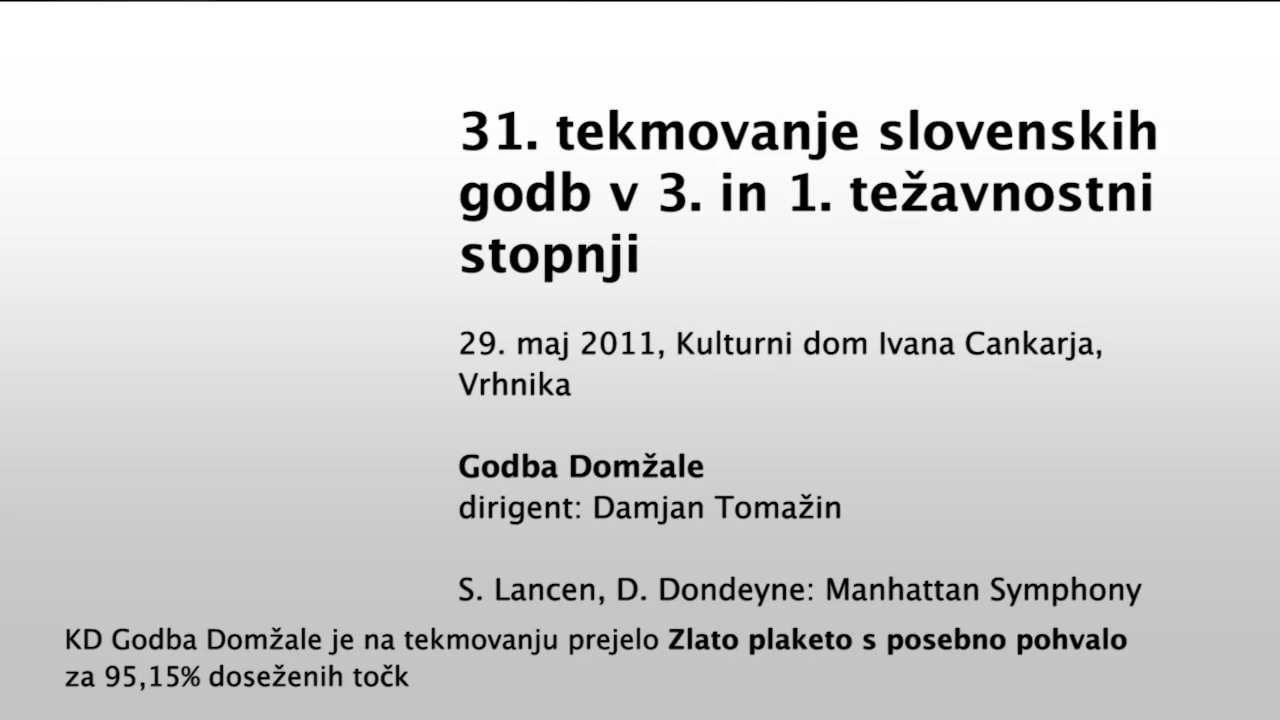 31. tekmovanje slovenskih
godb v 3. in 1. težavnostni
stopnji
29. maj 2011, Kulturni dom Ivana Cankarja,
Vrhnika
Godba Domžale
dirigent: Damjan Tomažin
S. Lancen, D. Dondeyne: Manhattan Symphony
KD Godba Domžale je na tekmovanju prejelo Zlato plaketo s posebno pohvalo
za 95,15% doseženih točk